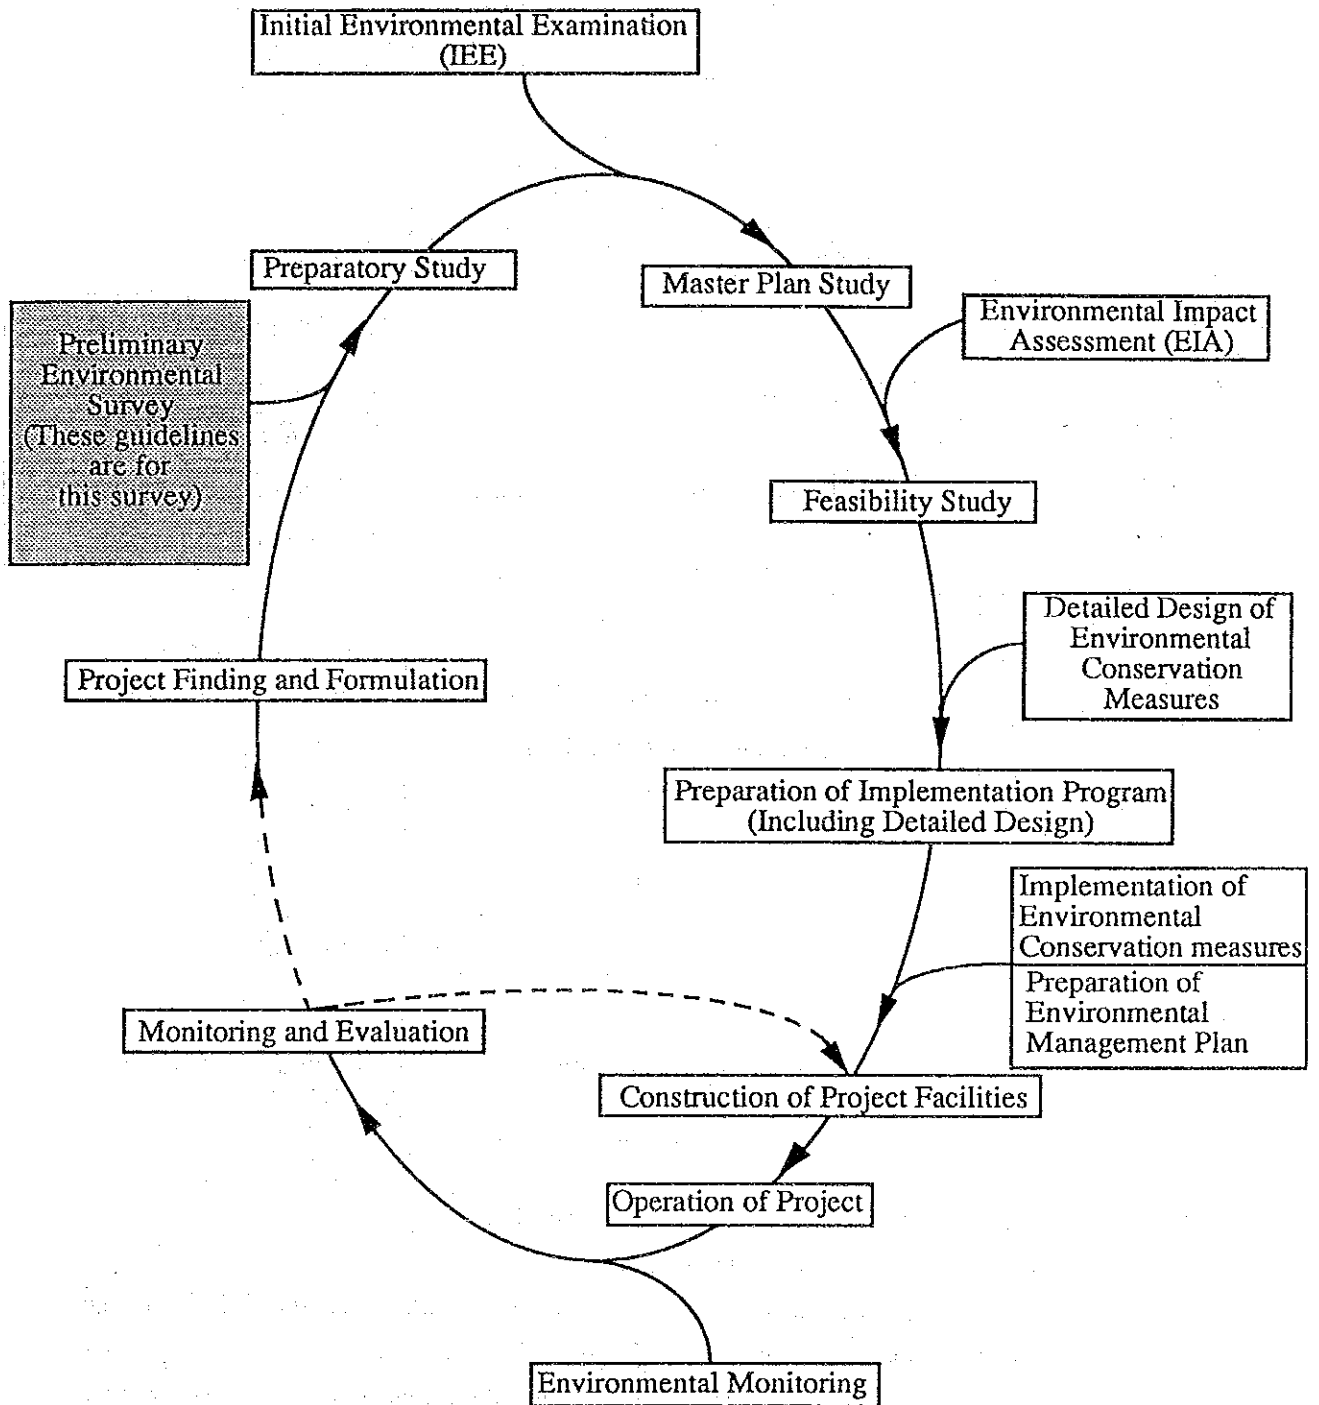 Initial Environmental Examination
(IEE)
Preparatory Study
Master Plan Study
Environmental Impact
Assessment (EIA)
Preliminary
Environmental
Survey
(These guidelines
are for
this survey)
Feasibility Study
Detailed Design of
Environmental
Conservation
Measures
Project Finding and Formulation
Preparation of Implementation Program
(Including Detailed Design)
Implementation of
Environmental
Conservation measures
Preparation of
Environmental
Management Plan
Monitoring and Evaluation
Construction of Project Facilities
Operation of Project
Environmental Monitoring